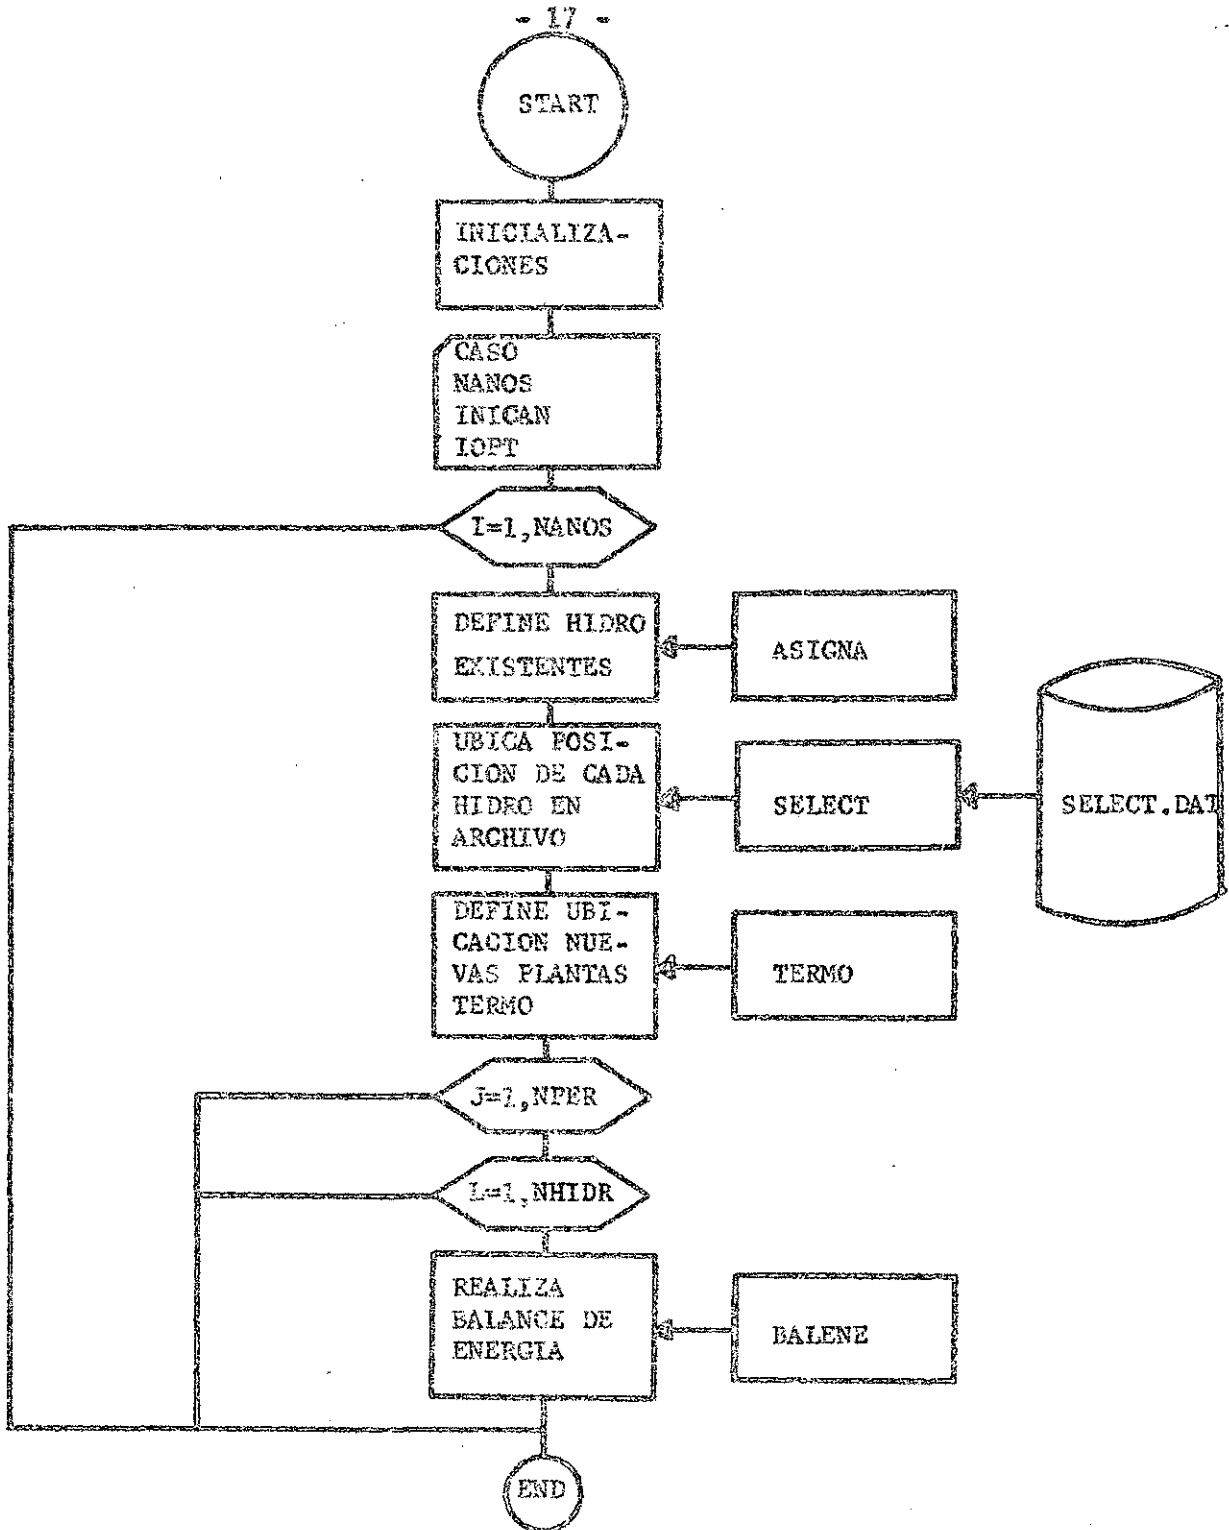 - 17 -
START
INICIALIZA-
CIONES
CASO
NANOS
INICAN
IOPT
I=1,NANOS
DEFINE HIDRO
EXISTENTES
ASIGNA
UBICA POSI-
CION DE CADA
HIDRO EN
ARCHIVO
SELECT
SELECT.DAT
DEFINE UBI-
CACION NUE-
VAS PLANTAS
TERMO
TERMO
J=1,NPER
L=1,NHIDR
REALIZA
BALANCE DE
ENERGIA
BALENE
END